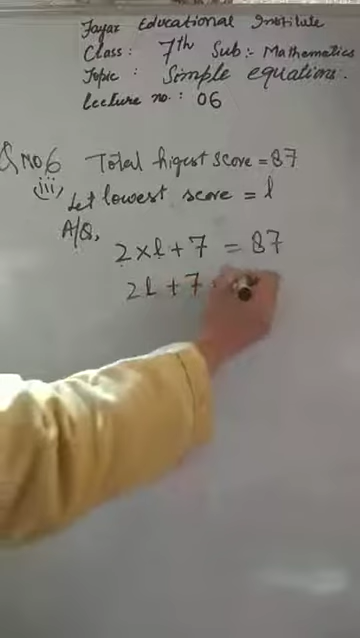 Jayaz Educational Institute
Class: 7th Sub:- Mathematics
Topic: Simple equations.
Lecture no.: 06
Q NO 6 Total higest score = 87
(iii) Let lowest score = l
A/Q,
2×l+7 = 87
2l+7